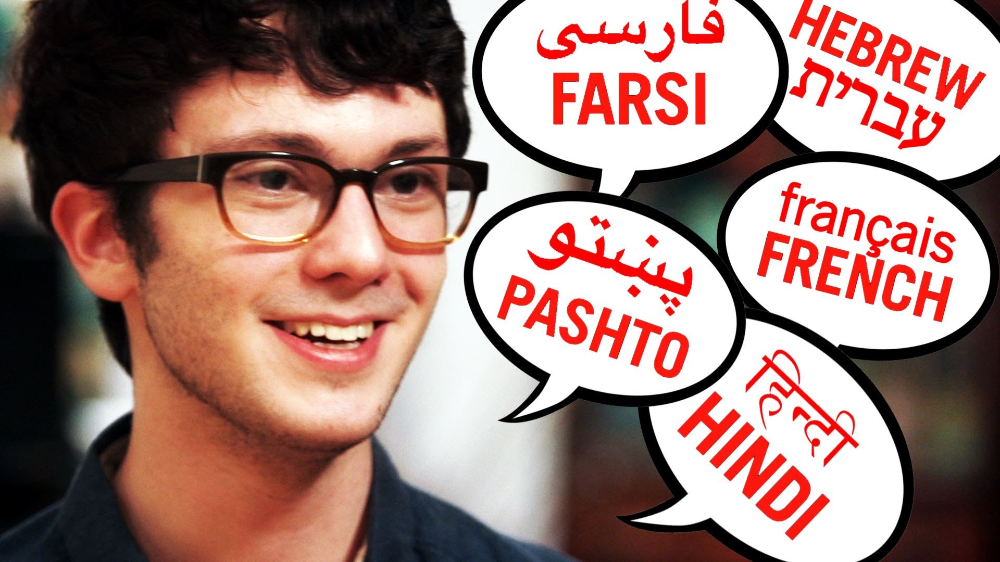 فارسی
FARSI
HEBREW
עברית
français
FRENCH
پښتو
PASHTO
हिन्दी
HINDI